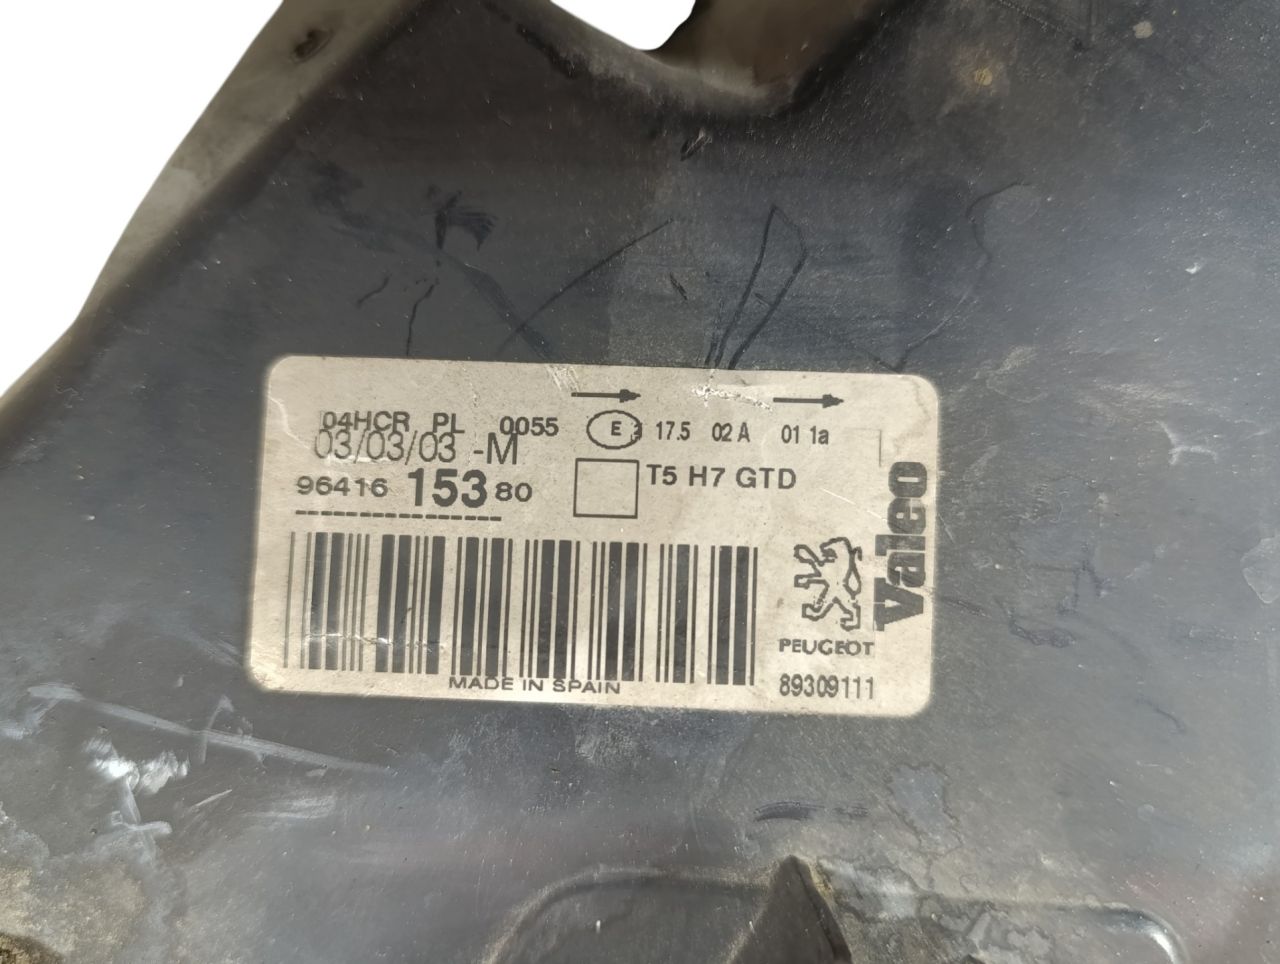 04HCR PL 0055
03/03/03 -M
E 17.5 02 A 01 1a
96416 153 80
T5 H7 GTD
Valeo
PEUGEOT
MADE IN SPAIN
89309111